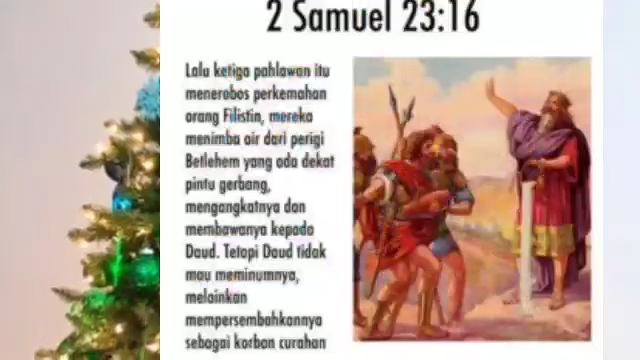 2 Samuel 23:16
Lalu ketiga pahlawan itu
menerobos perkemahan
orang Filistin, mereka
menimba air dari perigi
Betlehem yang ada dekat
pintu gerbang,
mengangkatnya dan
membawanya kepada
Daud. Tetapi Daud tidak
mau meminumnya,
melainkan
mempersembahkannya
sebagai korban curahan